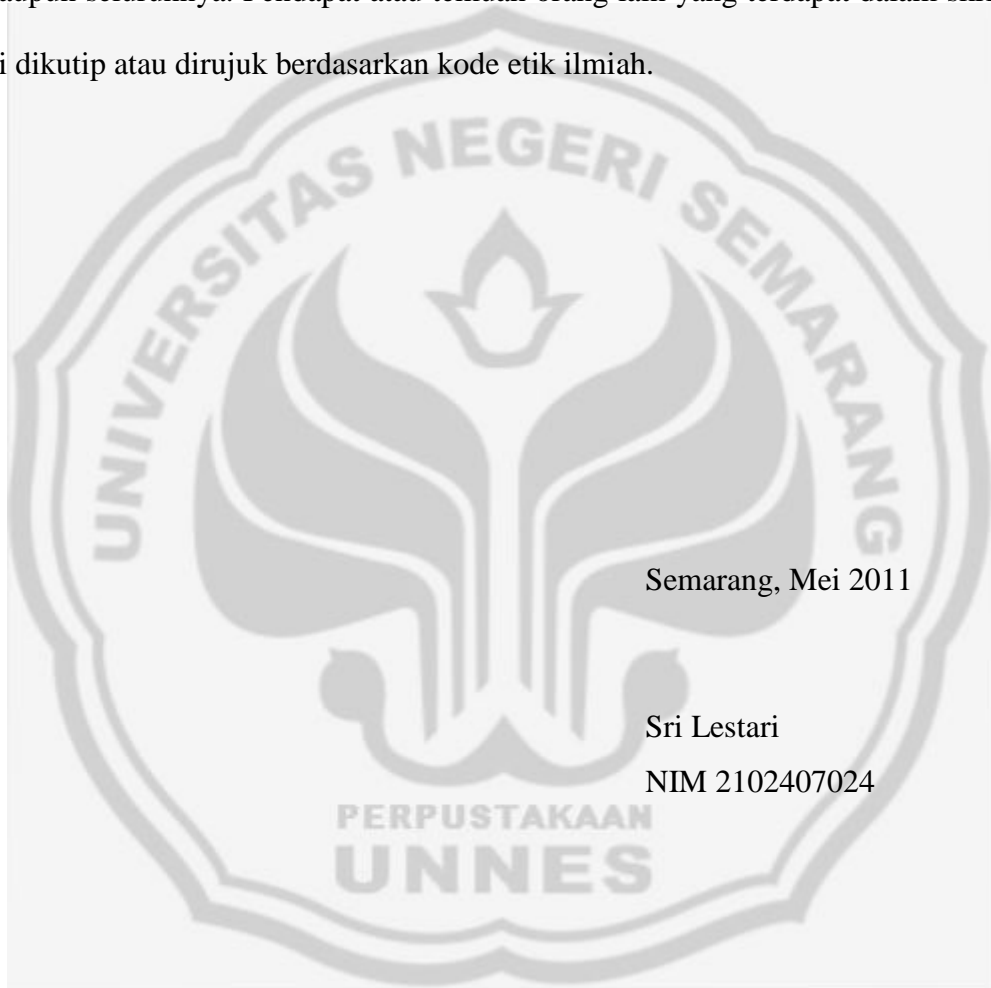 i dikutip atau dirujuk berdasarkan kode etik ilmiah.
UNIVERSITAS NEGERI SEMARANG
Semarang, Mei 2011
Sri Lestari
NIM 2102407024
PERPUSTAKAAN
UNNES